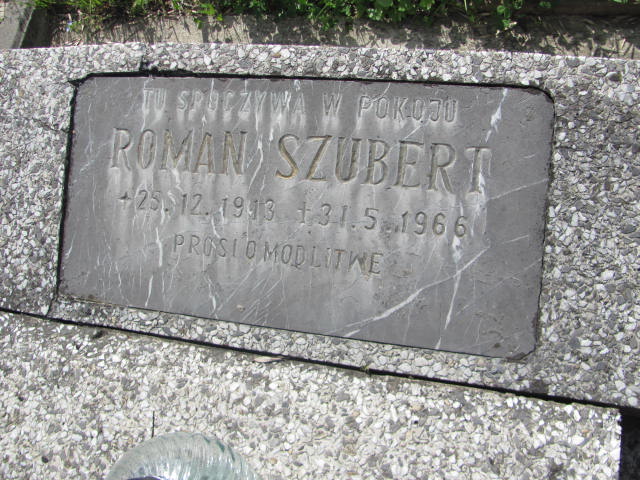 TU SPOCZYWA W POKOJU
ROMAN SZUBERT
+25.12.1913 +31.5.1966
PROSI O MODLITWE